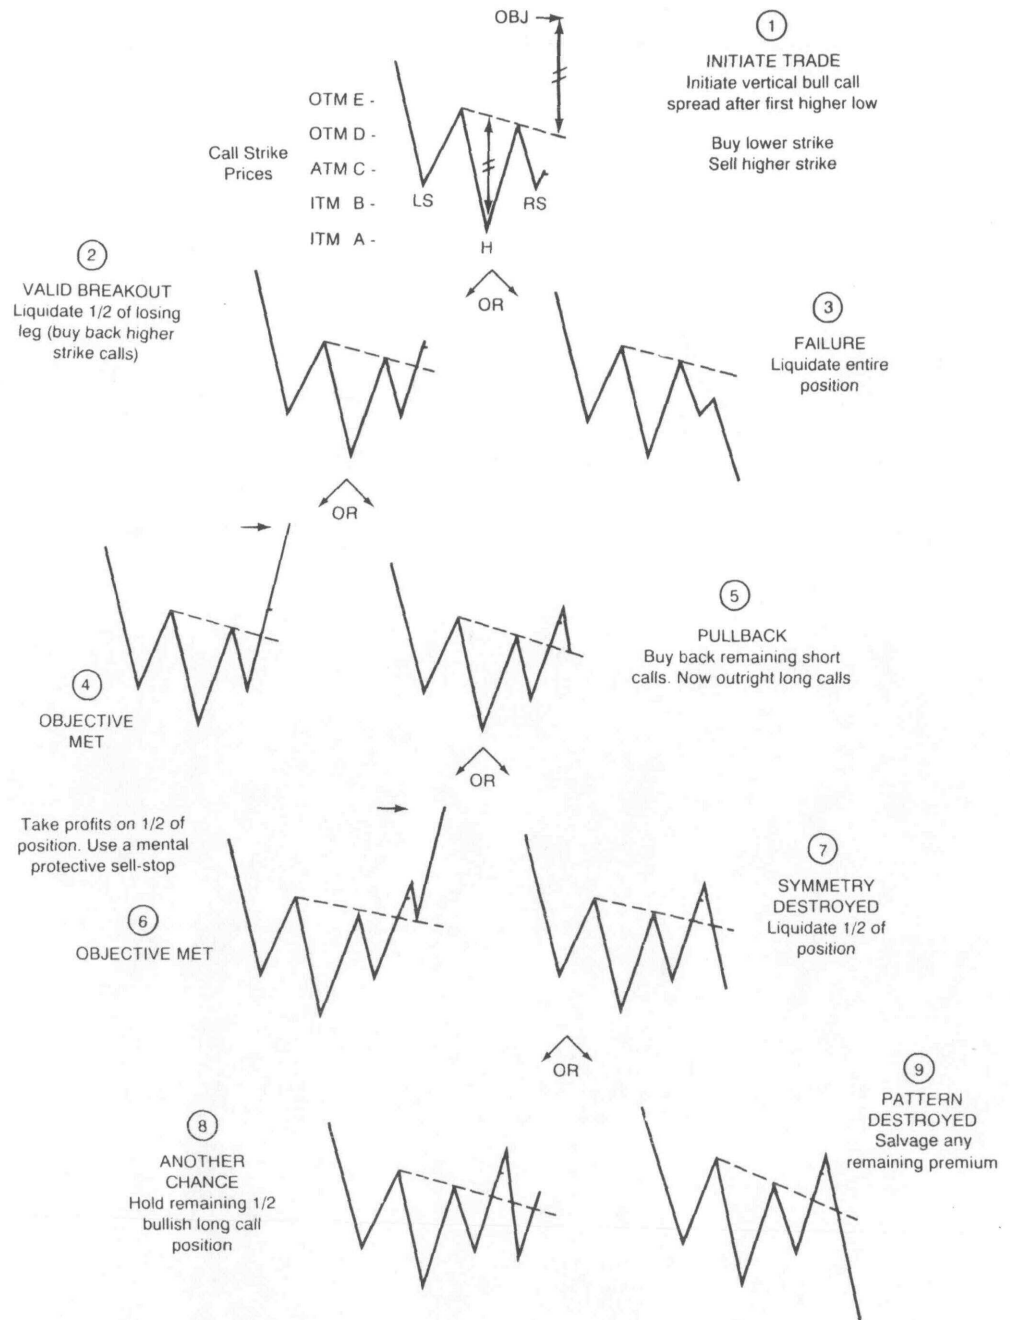 OBJ
1
INITIATE TRADE
Initiate vertical bull call
spread after first higher low
Buy lower strike
Sell higher strike
Call Strike
Prices
OTM E -
OTM D -
ATM C -
ITM B -
ITM A -
LS
RS
H
OR
2
VALID BREAKOUT
Liquidate 1/2 of losing
leg (buy back higher
strike calls)
3
FAILURE
Liquidate entire
position
OR
4
OBJECTIVE
MET
5
PULLBACK
Buy back remaining short
calls. Now outright long calls
OR
Take profits on 1/2 of
position. Use a mental
protective sell-stop
6
OBJECTIVE MET
7
SYMMETRY
DESTROYED
Liquidate 1/2 of
position
OR
8
ANOTHER
CHANCE
Hold remaining 1/2
bullish long call
position
9
PATTERN
DESTROYED
Salvage any
remaining premium